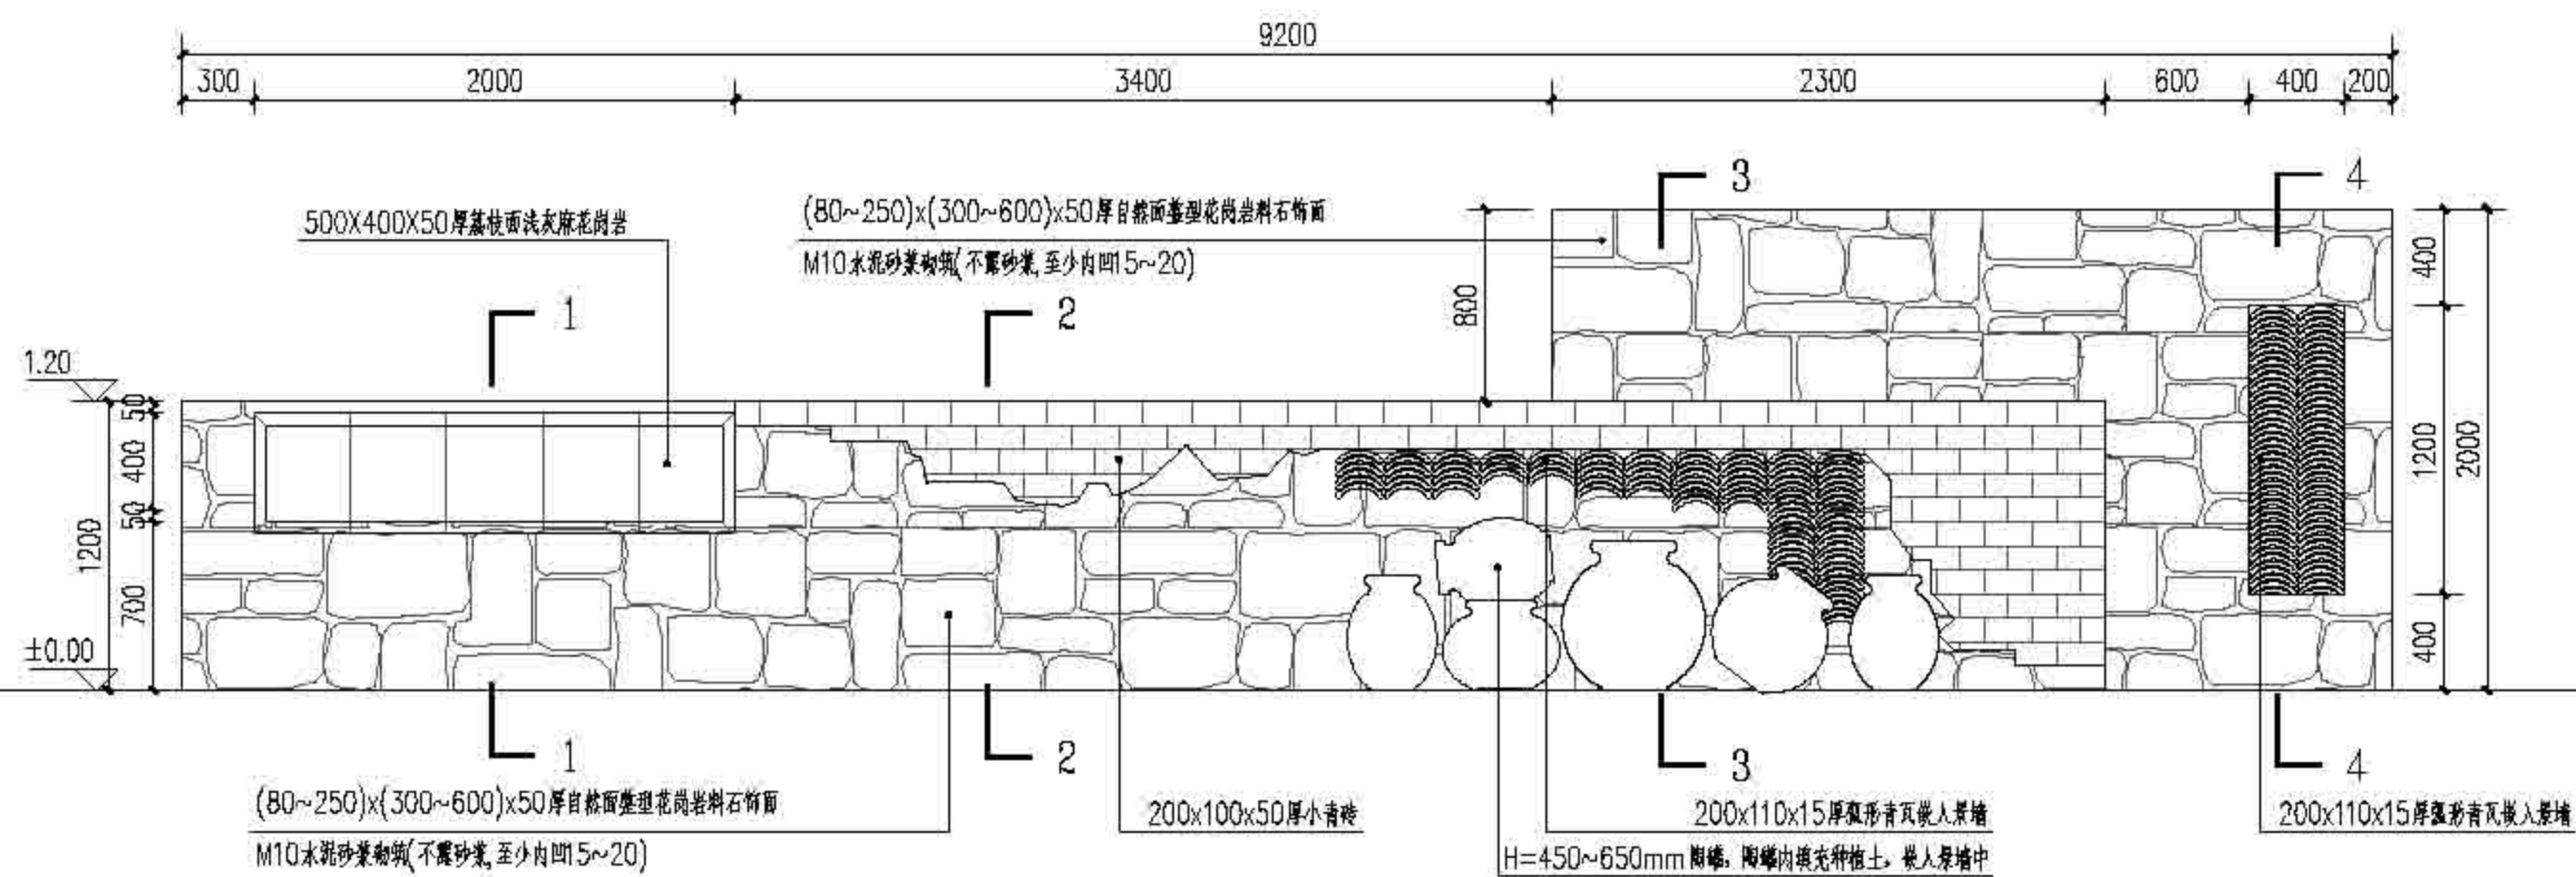 9200
300 2000 3400 2300 600 400 200
3 4
500X400X50厚荔枝面浅灰麻花岗岩
(80~250)x(300~600)x50厚自然面整型花岗岩料石饰面
M10水泥砂浆砌筑(不露砂浆,至少内凹15~20)
1 2
1.20
800
400
50
400
50
1200
700
1200
2000
400
±0.00
1 2 3 4
(80~250)x(300~600)x50厚自然面整型花岗岩料石饰面
M10水泥砂浆砌筑(不露砂浆,至少内凹15~20)
200x100x50厚小青砖
200x110x15厚弧形青瓦嵌入景墙
H=450~650mm陶罐，陶罐内填充种植土，嵌入景墙中
200x110x15厚弧形青瓦嵌入景墙